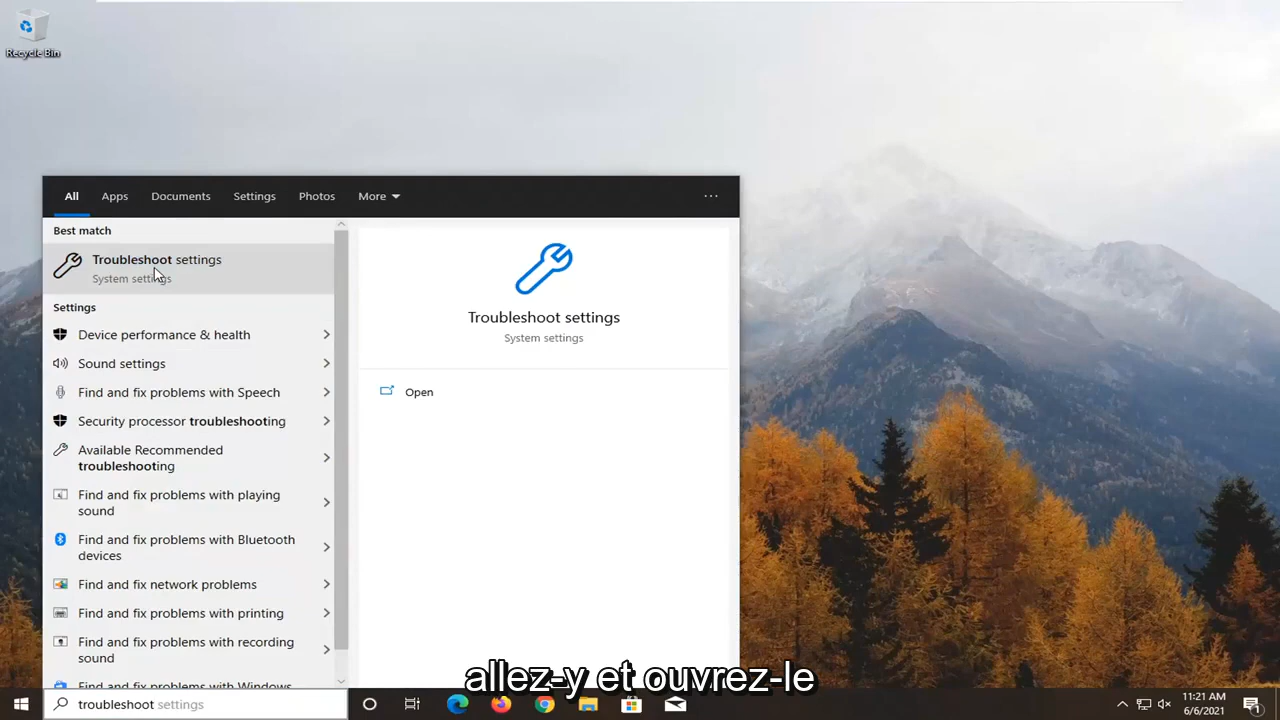 Recycle Bin
All Apps Documents Settings Photos More ...
Best match
Troubleshoot settings
System settings
Settings
Device performance & health
Sound settings
Find and fix problems with Speech
Security processor troubleshooting
Available Recommended
troubleshooting
Find and fix problems with playing
sound
Find and fix problems with Bluetooth
devices
Find and fix network problems
Find and fix problems with printing
Find and fix problems with recording
sound
Find and fix problems with Windows
Troubleshoot settings
System settings
Open
allez-y et ouvrez-le
troubleshoot settings
11:21 AM
6/6/2021
1